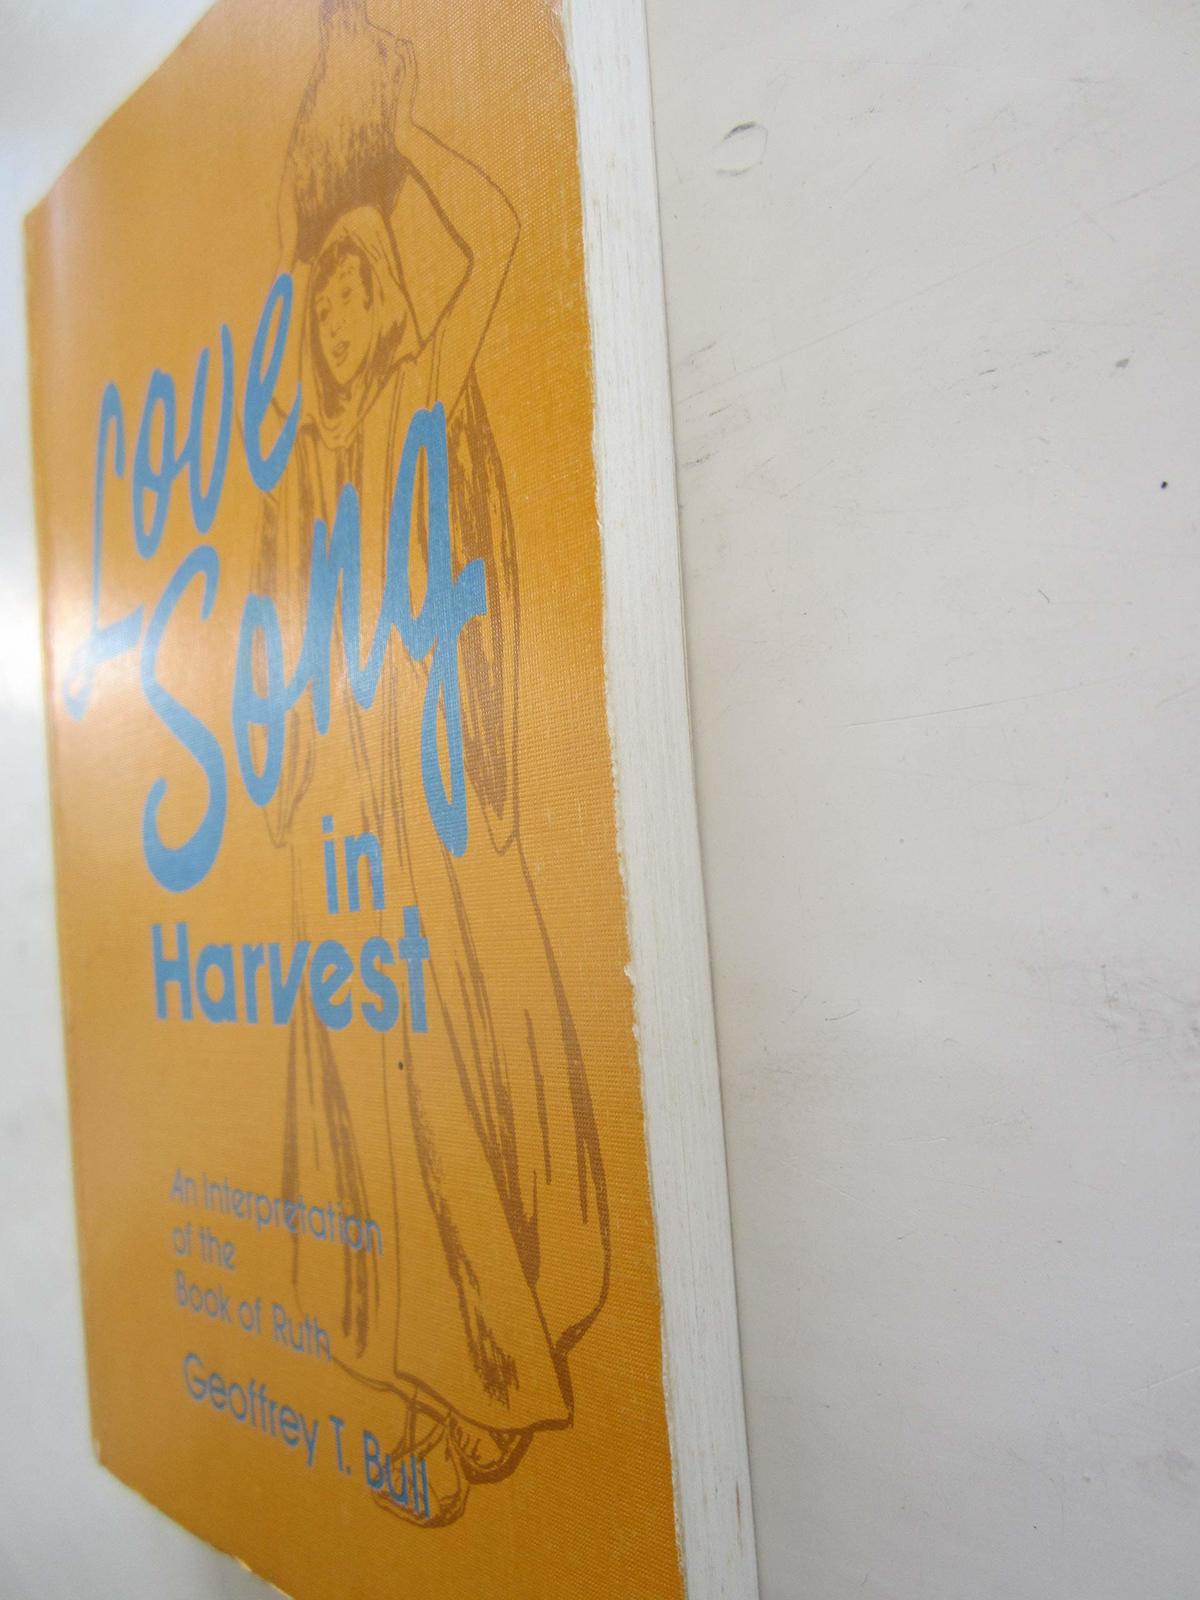 Love
Song
in
Harvest
An Interpretation
of the
Book of Ruth
Geoffrey T. Bull